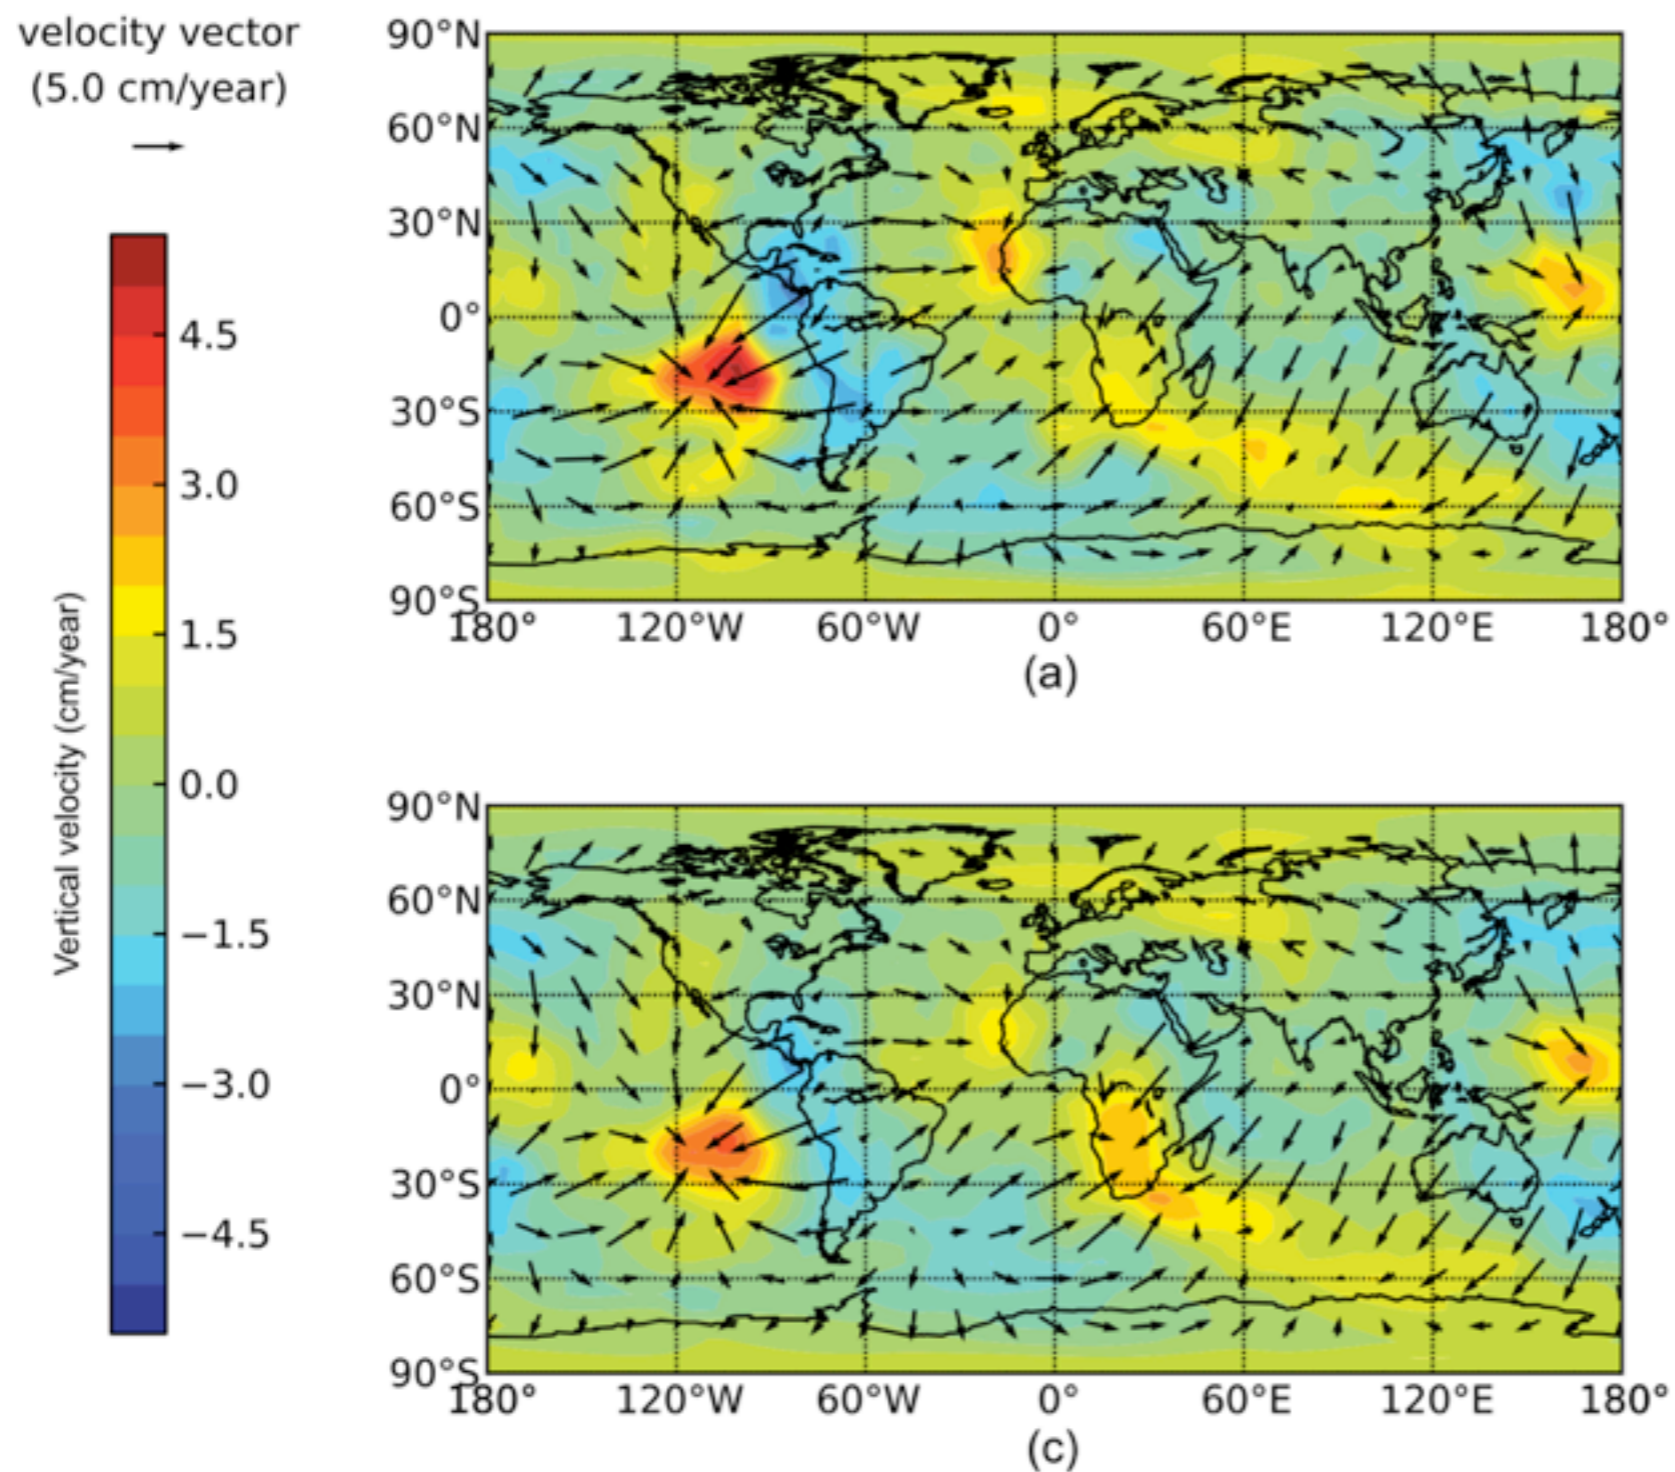 velocity vector
(5.0 cm/year)
Vertical velocity (cm/year)
4.5
3.0
1.5
0.0
−1.5
−3.0
−4.5
90°N
60°N
30°N
0°
30°S
60°S
90°S
180° 120°W 60°W 0° 60°E 120°E 180°
(a)
90°N
60°N
30°N
0°
30°S
60°S
90°S
180° 120°W 60°W 0° 60°E 120°E 180°
(c)